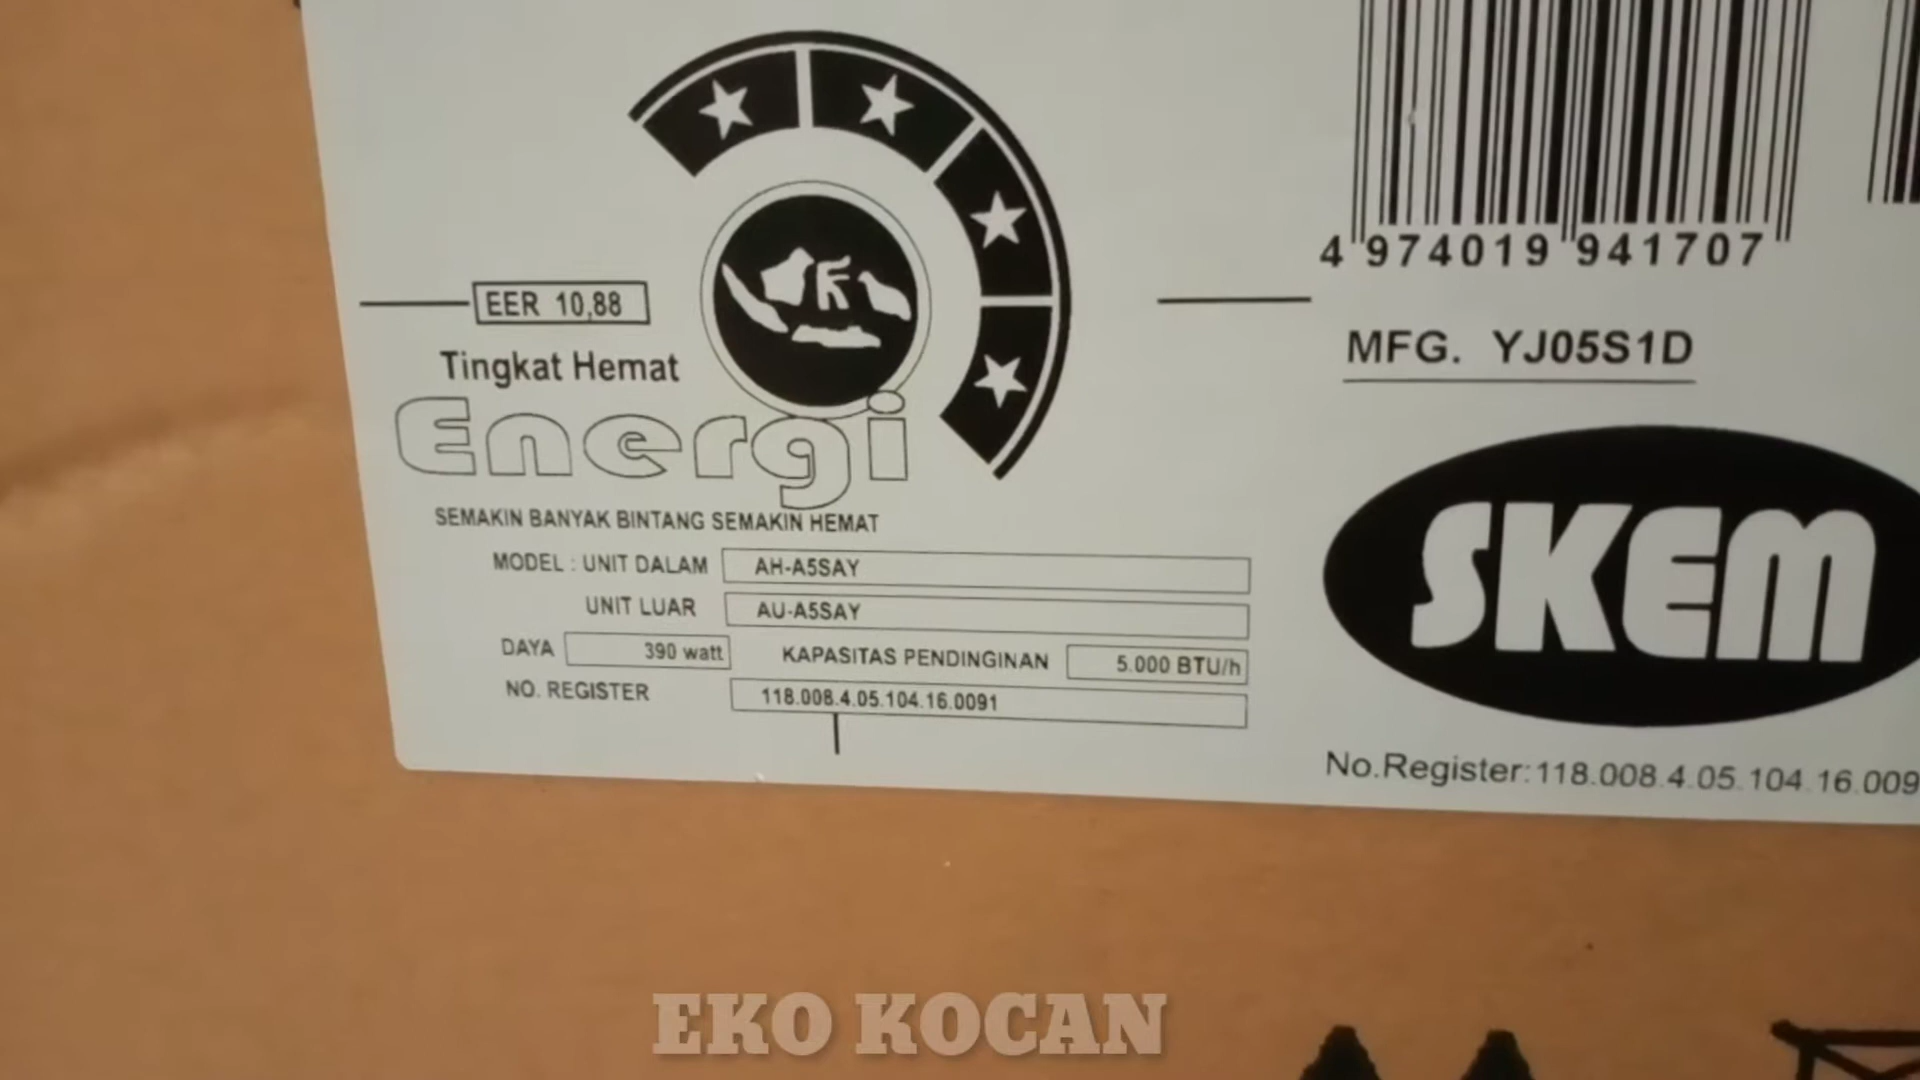 EER 10,88
Tingkat Hemat
Energi
SEMAKIN BANYAK BINTANG SEMAKIN HEMAT
MODEL : UNIT DALAM AH-A5SAY
UNIT LUAR AU-A5SAY
DAYA 390 watt KAPASITAS PENDINGINAN 5.000 BTU/h
NO. REGISTER 118.008.4.05.104.16.0091
4 974019 941707
MFG. YJ05S1D
SKEM
No.Register:118.008.4.05.104.16.009
EKO KOCAN